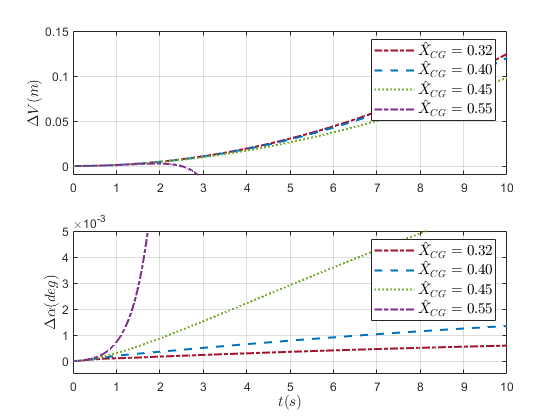 0.15
0.1
0.05
0
ΔV(m)
X̂_CG = 0.32
X̂_CG = 0.40
X̂_CG = 0.45
X̂_CG = 0.55
0 1 2 3 4 5 6 7 8 9 10
×10⁻³
5
4
3
2
1
0
Δα(deg)
X̂_CG = 0.32
X̂_CG = 0.40
X̂_CG = 0.45
X̂_CG = 0.55
0 1 2 3 4 5 6 7 8 9 10
t(s)